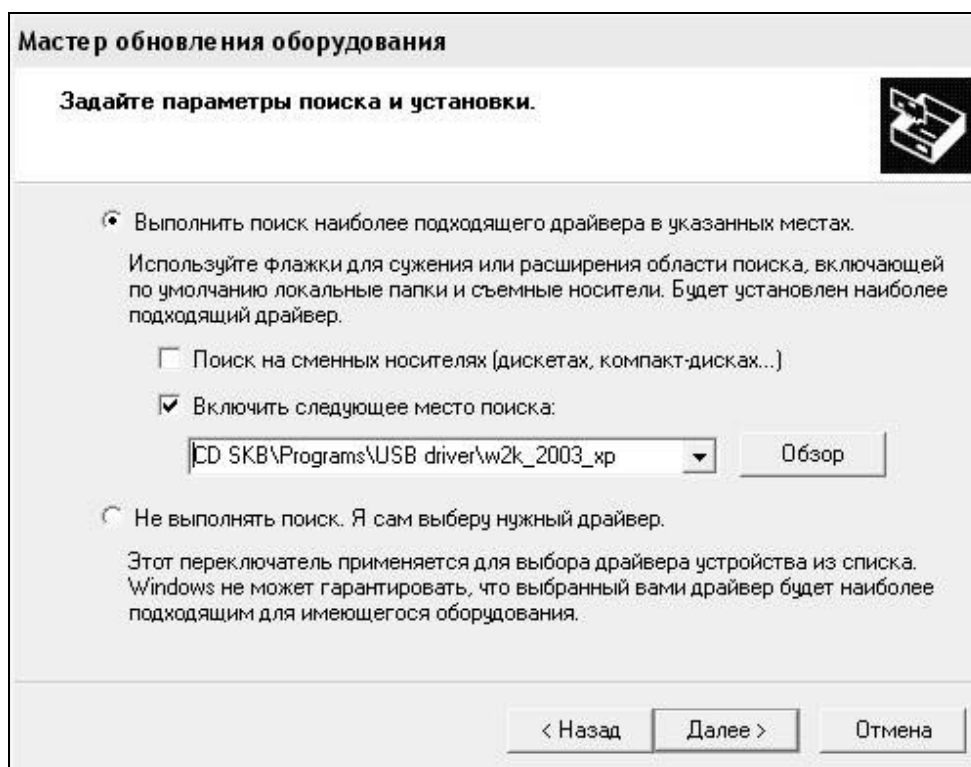 Мастер обновления оборудования
Задайте параметры поиска и установки.
Выполнить поиск наиболее подходящего драйвера в указанных местах.
Используйте флажки для сужения или расширения области поиска, включающей
по умолчанию локальные папки и съемные носители. Будет установлен наиболее
подходящий драйвер.
Поиск на сменных носителях (дискетах, компакт-дисках...)
Включить следующее место поиска:
CD SKB\Programs\USB driver\w2k_2003_xp
Обзор
Не выполнять поиск. Я сам выберу нужный драйвер.
Этот переключатель применяется для выбора драйвера устройства из списка.
Windows не может гарантировать, что выбранный вами драйвер будет наиболее
подходящим для имеющегося оборудования.
< Назад
Далее >
Отмена